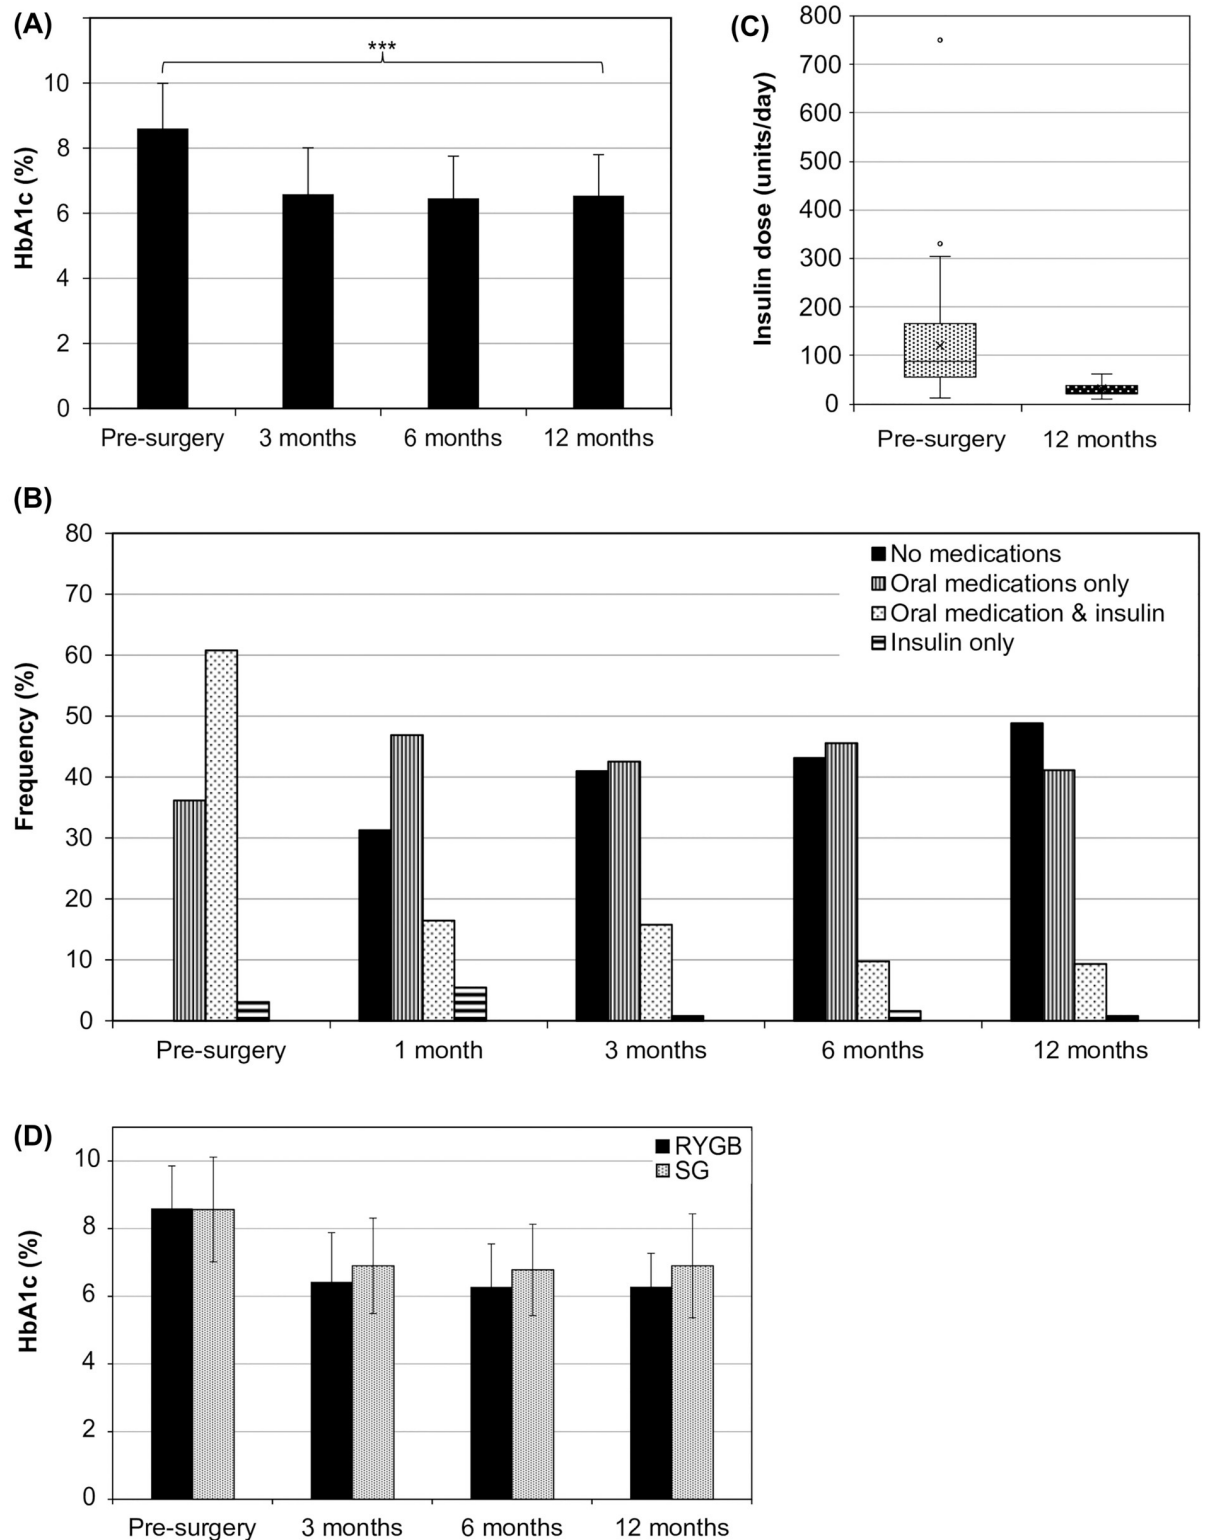 (A)
***
HbA1c (%)
10
8
6
4
2
0
Pre-surgery 3 months 6 months 12 months
(C)
Insulin dose (units/day)
800
700
600
500
400
300
200
100
0
Pre-surgery 12 months
(B)
Frequency (%)
80
70
60
50
40
30
20
10
0
No medications
Oral medications only
Oral medication & insulin
Insulin only
Pre-surgery 1 month 3 months 6 months 12 months
(D)
HbA1c (%)
10
8
6
4
2
0
RYGB
SG
Pre-surgery 3 months 6 months 12 months